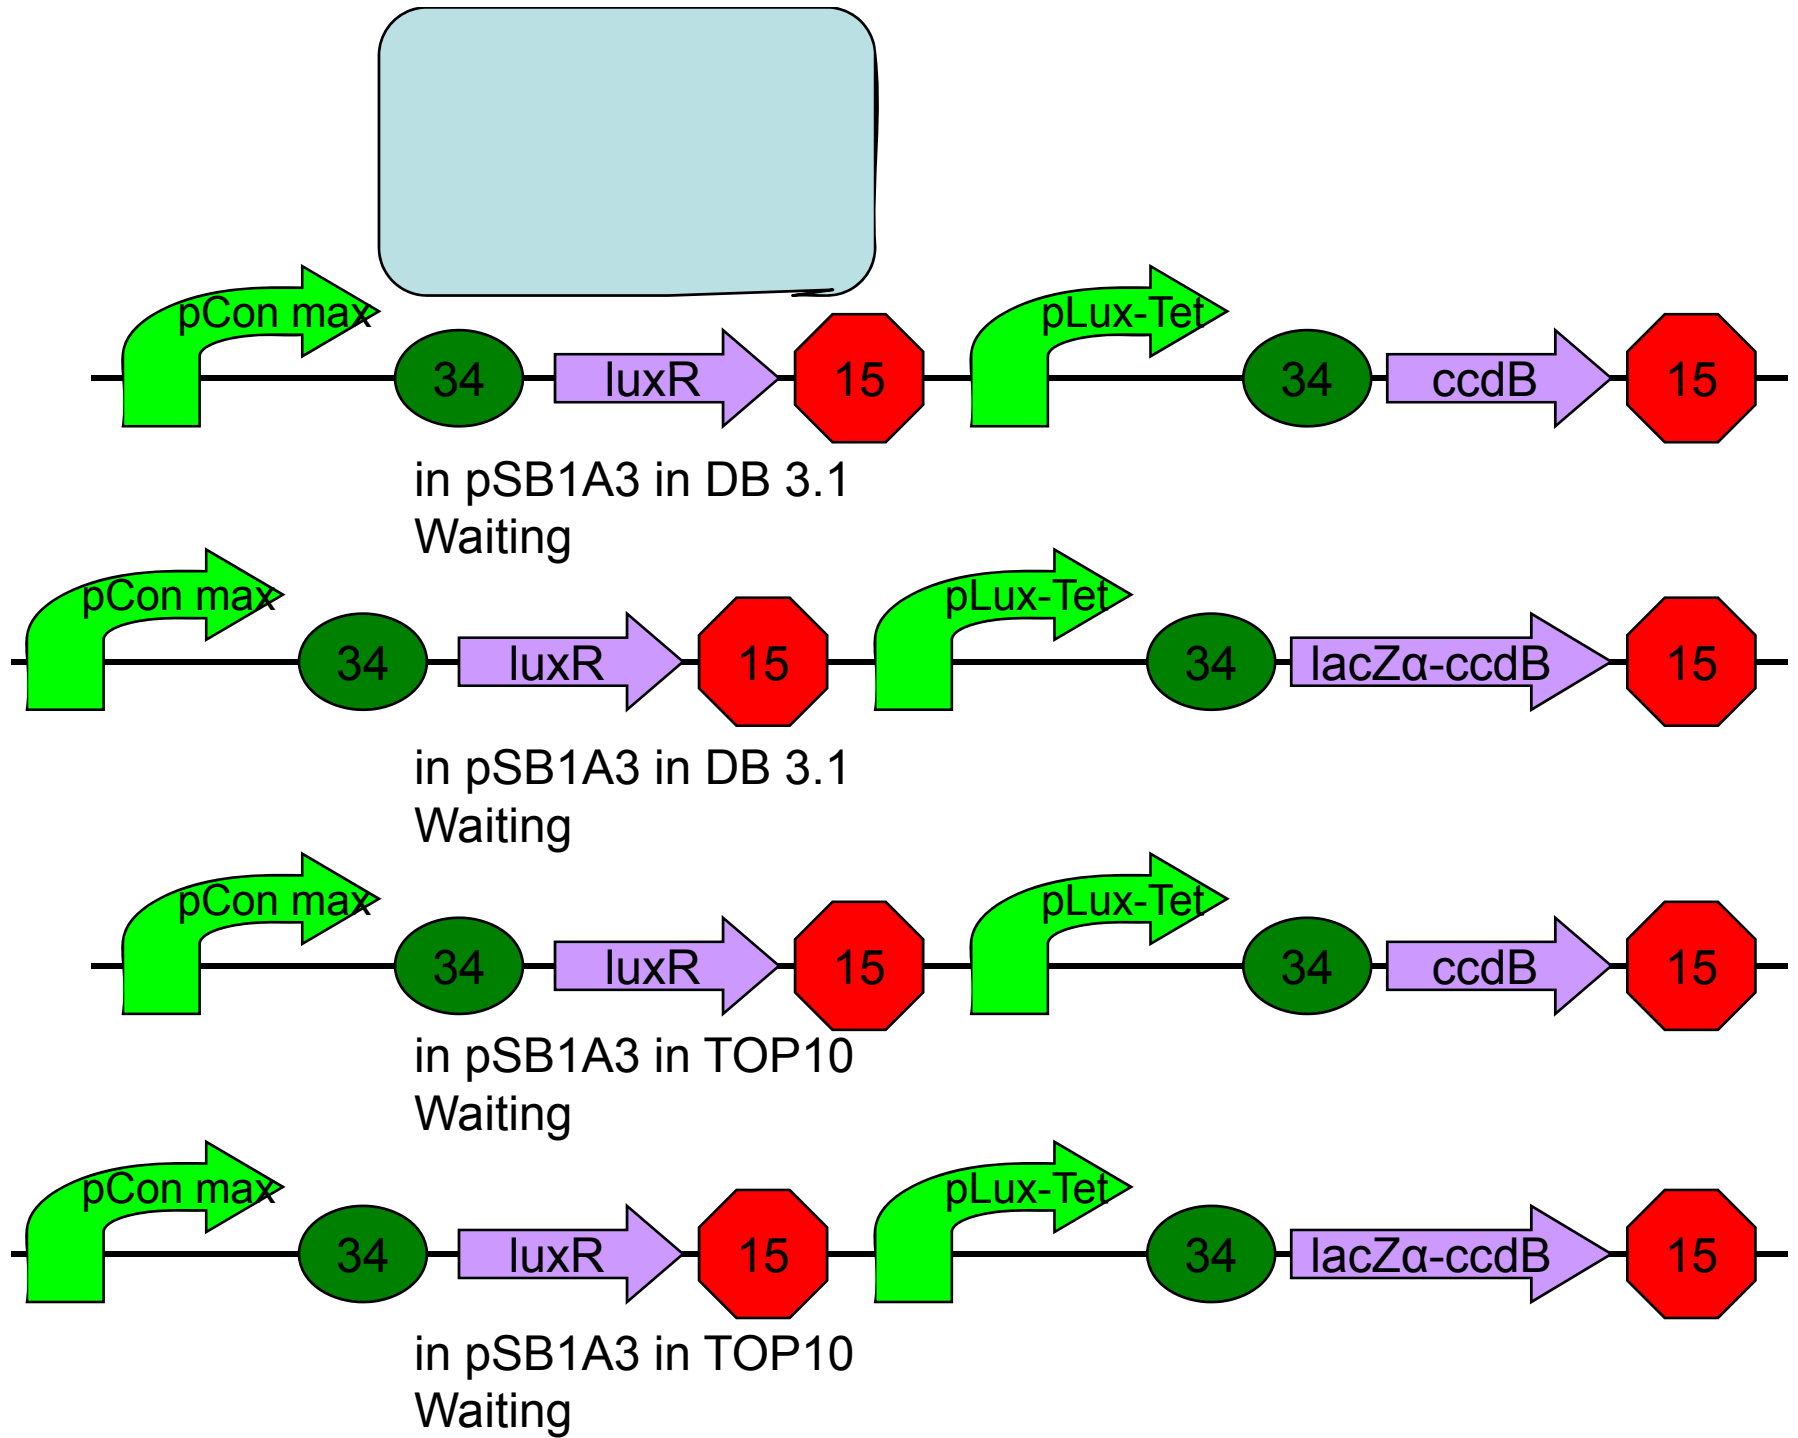 pCon max
pLux-Tet
34
luxR
15
34
ccdB
15
in pSB1A3 in DB 3.1
Waiting
pCon max
pLux-Tet
34
luxR
15
34
lacZα-ccdB
15
in pSB1A3 in DB 3.1
Waiting
pCon max
pLux-Tet
34
luxR
15
34
ccdB
15
in pSB1A3 in TOP10
Waiting
pCon max
pLux-Tet
34
luxR
15
34
lacZα-ccdB
15
in pSB1A3 in TOP10
Waiting